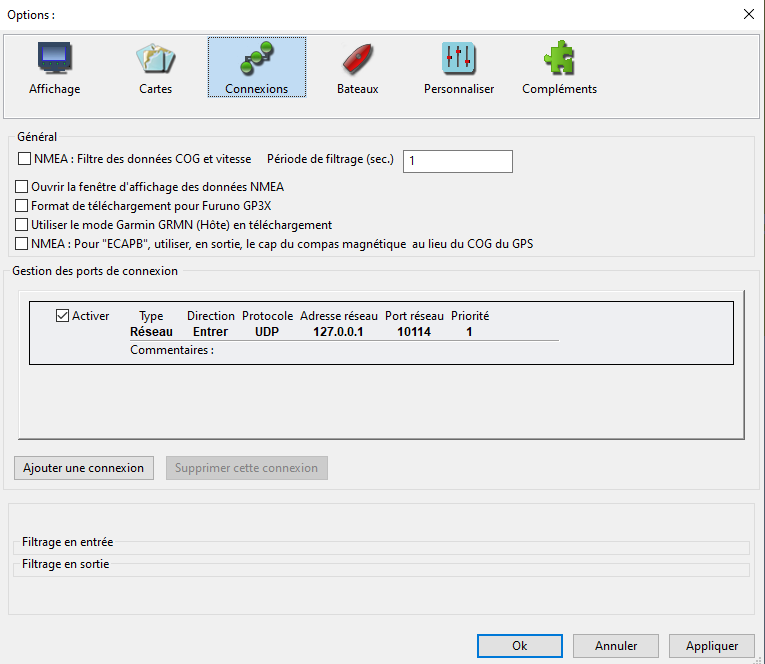 Options :
Affichage
Cartes
Connexions
Bateaux
Personnaliser
Compléments
Général
NMEA : Filtre des données COG et vitesse Période de filtrage (sec.) 1
Ouvrir la fenêtre d'affichage des données NMEA
Format de téléchargement pour Furuno GP3X
Utiliser le mode Garmin GRMN (Hôte) en téléchargement
NMEA : Pour "ECAPB", utiliser, en sortie, le cap du compas magnétique au lieu du COG du GPS
Gestion des ports de connexion
Activer Type Direction Protocole Adresse réseau Port réseau Priorité
Réseau Entrer UDP 127.0.0.1 10114 1
Commentaires :
Ajouter une connexion Supprimer cette connexion
Filtrage en entrée
Filtrage en sortie
Ok Annuler Appliquer